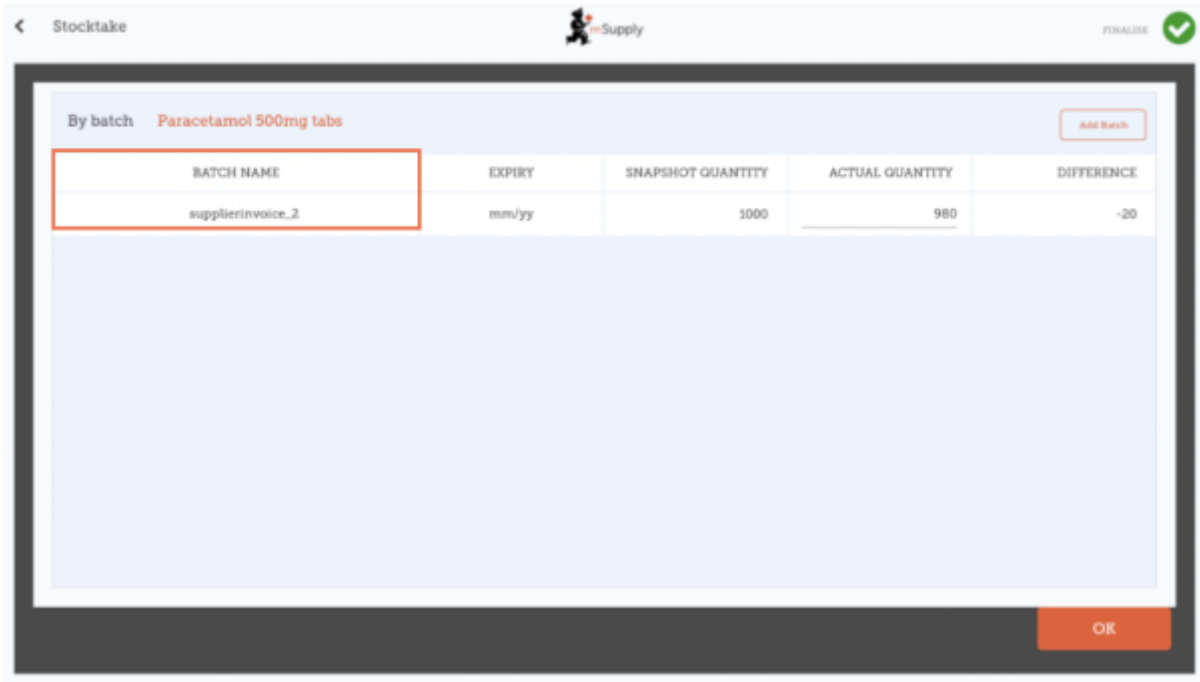 Stocktake
mSupply
FINALISE
By batch Paracetamol 500mg tabs
Add Batch
BATCH NAME EXPIRY SNAPSHOT QUANTITY ACTUAL QUANTITY DIFFERENCE
supplierinvoice_2 mm/yy 1000 980 -20
OK